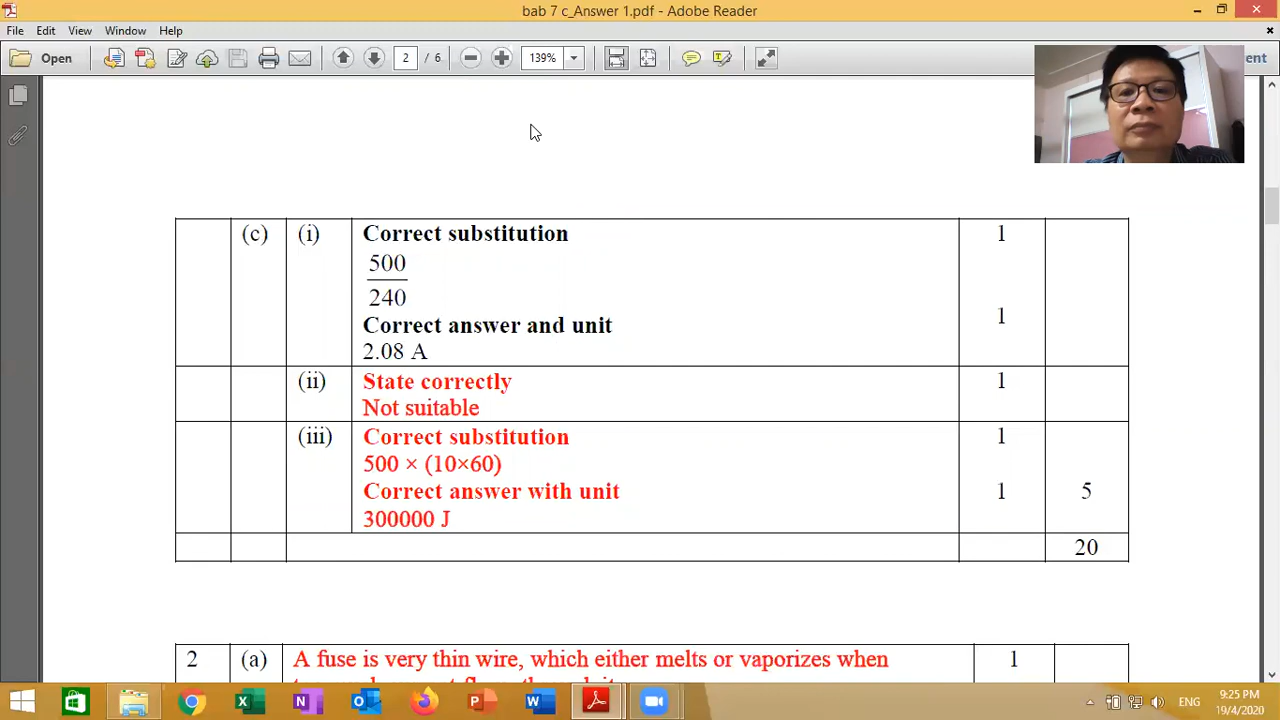 bab 7 c_Answer 1.pdf - Adobe Reader
File Edit View Window Help
Open 2 / 6 139%
(c) (i) Correct substitution 1
500
240
Correct answer and unit 1
2.08 A
(ii) State correctly 1
Not suitable
(iii) Correct substitution 1
500 × (10×60)
Correct answer with unit 1 5
300000 J
20
2 (a) A fuse is very thin wire, which either melts or vaporizes when 1
ENG 9:25 PM
19/4/2020